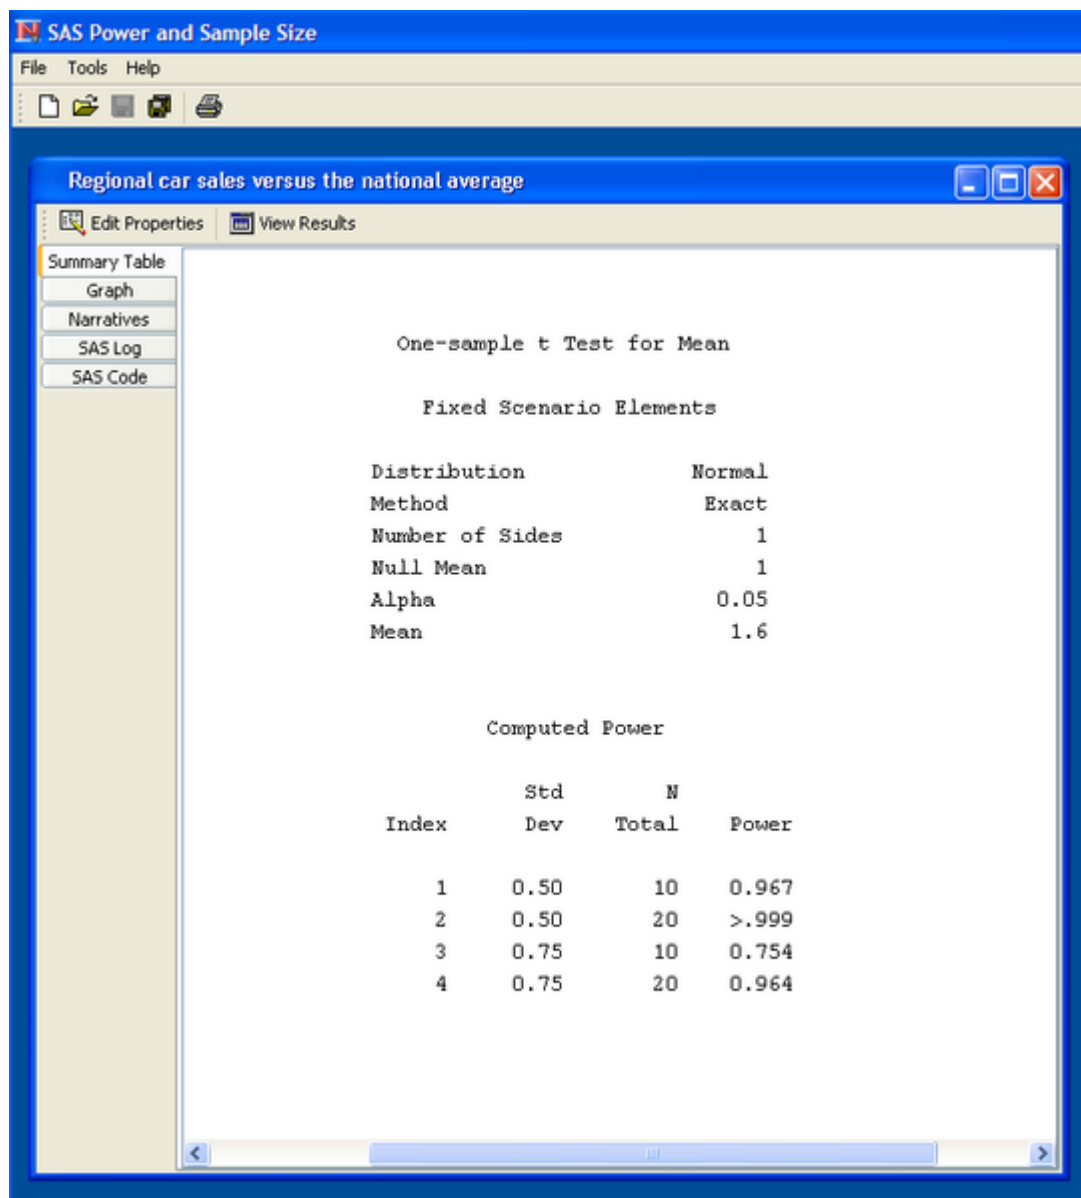 SAS Power and Sample Size
File Tools Help
Regional car sales versus the national average
Edit Properties View Results
Summary Table
Graph
Narratives
SAS Log
SAS Code
One-sample t Test for Mean
Fixed Scenario Elements
Distribution Normal
Method Exact
Number of Sides 1
Null Mean 1
Alpha 0.05
Mean 1.6
Computed Power
Std N
Index Dev Total Power
1 0.50 10 0.967
2 0.50 20 >.999
3 0.75 10 0.754
4 0.75 20 0.964